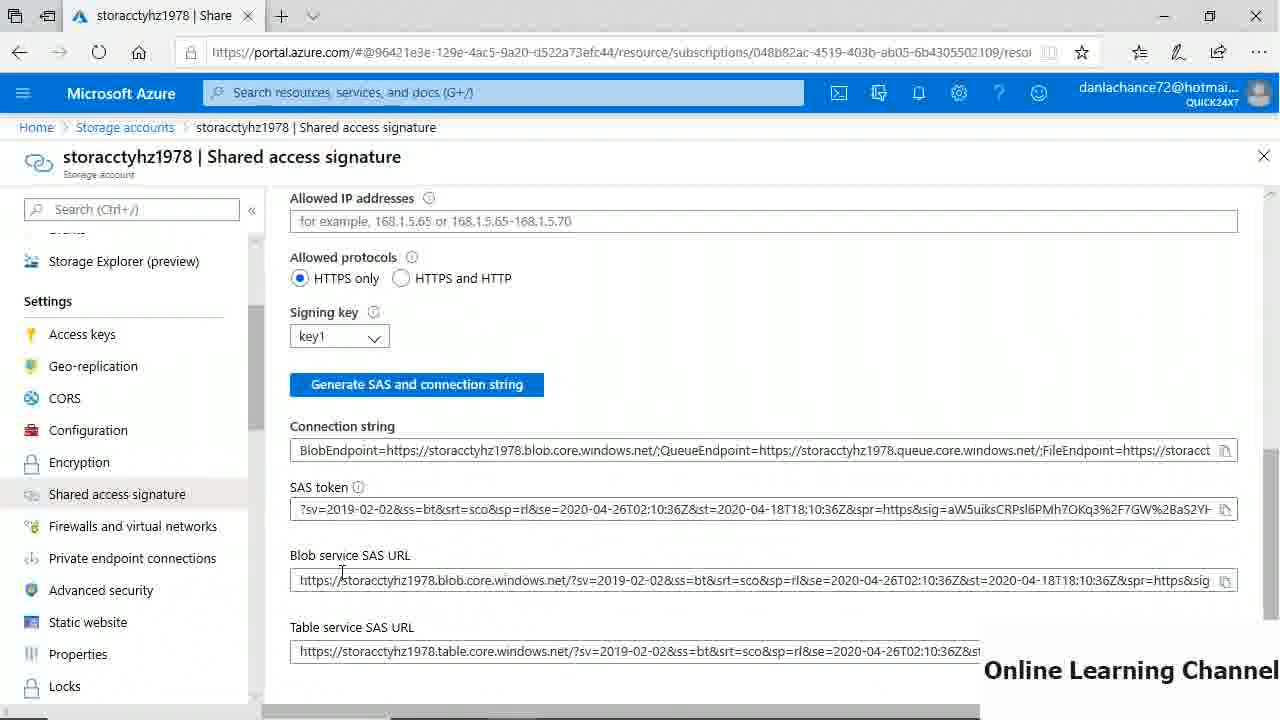 storacctyhz1978 | Share
https://portal.azure.com/#@96421e3e-129e-4ac5-9a20-d522a73efc44/resource/subscriptions/048b82ac-4519-403b-ab05-6b4305502109/resou
Microsoft Azure
Search resources, services, and docs (G+/)
danlachance72@hotmai...
QUICK24X7
Home > Storage accounts > storacctyhz1978 | Shared access signature
storacctyhz1978 | Shared access signature
Storage account
Search (Ctrl+/)
Storage Explorer (preview)
Settings
Access keys
Geo-replication
CORS
Configuration
Encryption
Shared access signature
Firewalls and virtual networks
Private endpoint connections
Advanced security
Static website
Properties
Locks
Allowed IP addresses
for example, 168.1.5.65 or 168.1.5.65-168.1.5.70
Allowed protocols
HTTPS only HTTPS and HTTP
Signing key
key1
Generate SAS and connection string
Connection string
BlobEndpoint=https://storacctyhz1978.blob.core.windows.net/;QueueEndpoint=https://storacctyhz1978.queue.core.windows.net/;FileEndpoint=https://storacct
SAS token
?sv=2019-02-02&ss=bt&srt=sco&sp=rl&se=2020-04-26T02:10:36Z&st=2020-04-18T18:10:36Z&spr=https&sig=aW5uiksCRPsl6PMh7OKq3%2F7GW%2BaS2YH
Blob service SAS URL
https://storacctyhz1978.blob.core.windows.net/?sv=2019-02-02&ss=bt&srt=sco&sp=rl&se=2020-04-26T02:10:36Z&st=2020-04-18T18:10:36Z&spr=https&sig
Table service SAS URL
https://storacctyhz1978.table.core.windows.net/?sv=2019-02-02&ss=bt&srt=sco&sp=rl&se=2020-04-26T02:10:36Z&st
Online Learning Channel